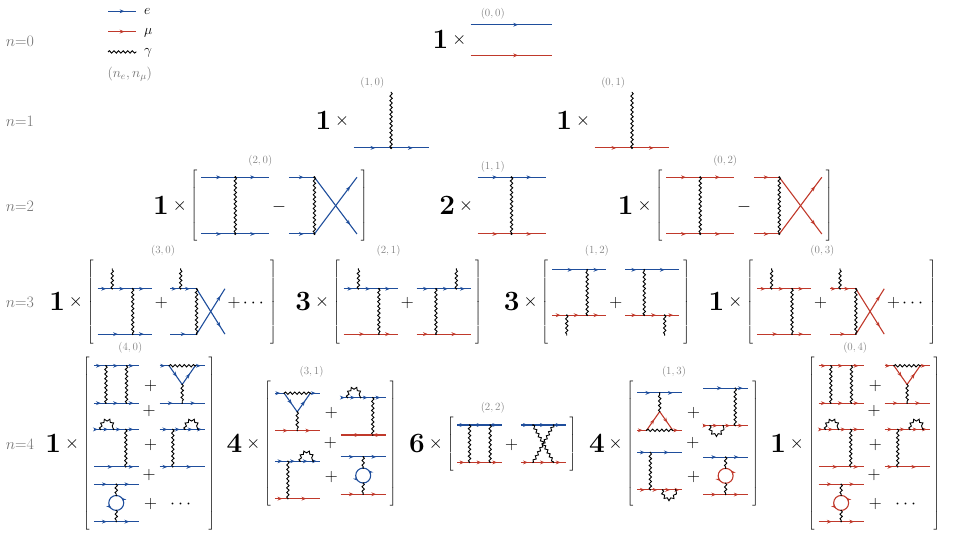 e
μ
γ
(n_e, n_μ)
n=0
(0,0)
1 ×
n=1
(1,0)
1 ×
(0,1)
1 ×
n=2
(2,0)
1 × [ − ]
(1,1)
2 ×
(0,2)
1 × [ − ]
n=3
(3,0)
1 × [ + + ··· ]
(2,1)
3 × [ + ]
(1,2)
3 × [ + ]
(0,3)
1 × [ + + ··· ]
n=4
(4,0)
1 × [ + + + + + ··· ]
(3,1)
4 × [ + + + ]
(2,2)
6 × [ + ]
(1,3)
4 × [ + + + ]
(0,4)
1 × [ + + + + + ··· ]